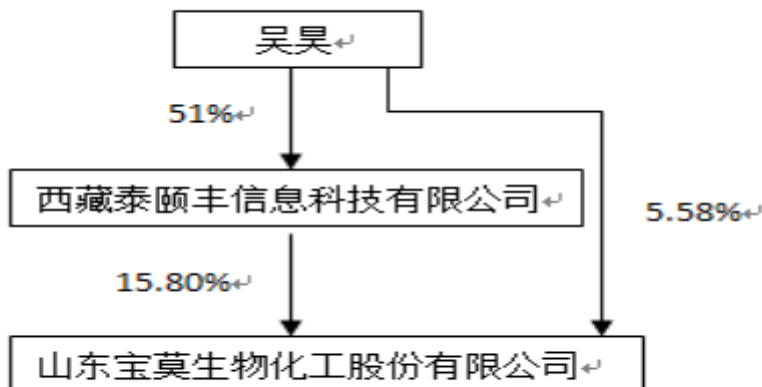 吴昊
51%
西藏泰颐丰信息科技有限公司
5.58%
15.80%
山东宝莫生物化工股份有限公司